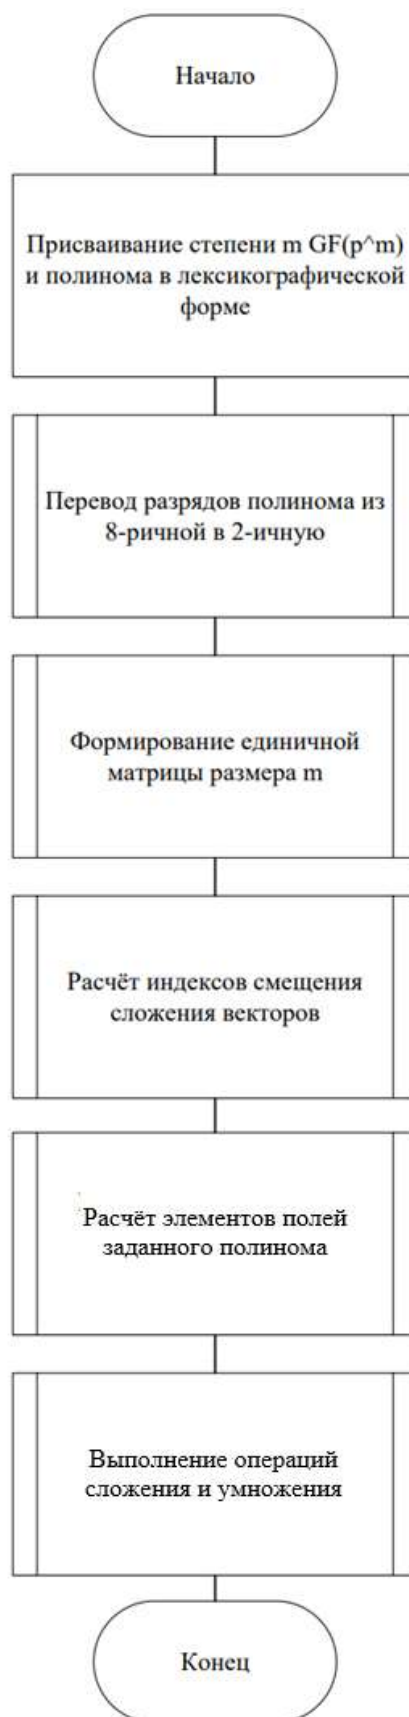 Начало
Присваивание степени m GF(p^m)
и полинома в лексикографической
форме
Перевод разрядов полинома из
8-ричной в 2-ичную
Формирование единичной
матрицы размера m
Расчёт индексов смещения
сложения векторов
Расчёт элементов полей
заданного полинома
Выполнение операций
сложения и умножения
Конец